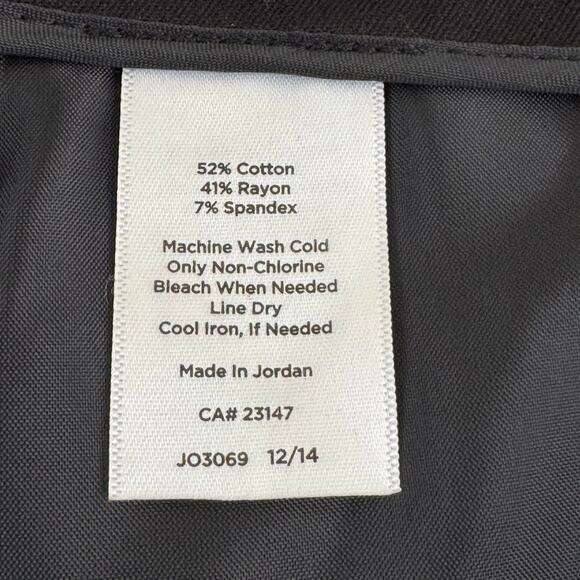 52% Cotton
41% Rayon
7% Spandex
Machine Wash Cold
Only Non-Chlorine
Bleach When Needed
Line Dry
Cool Iron, If Needed
Made In Jordan
CA# 23147
JO3069 12/14